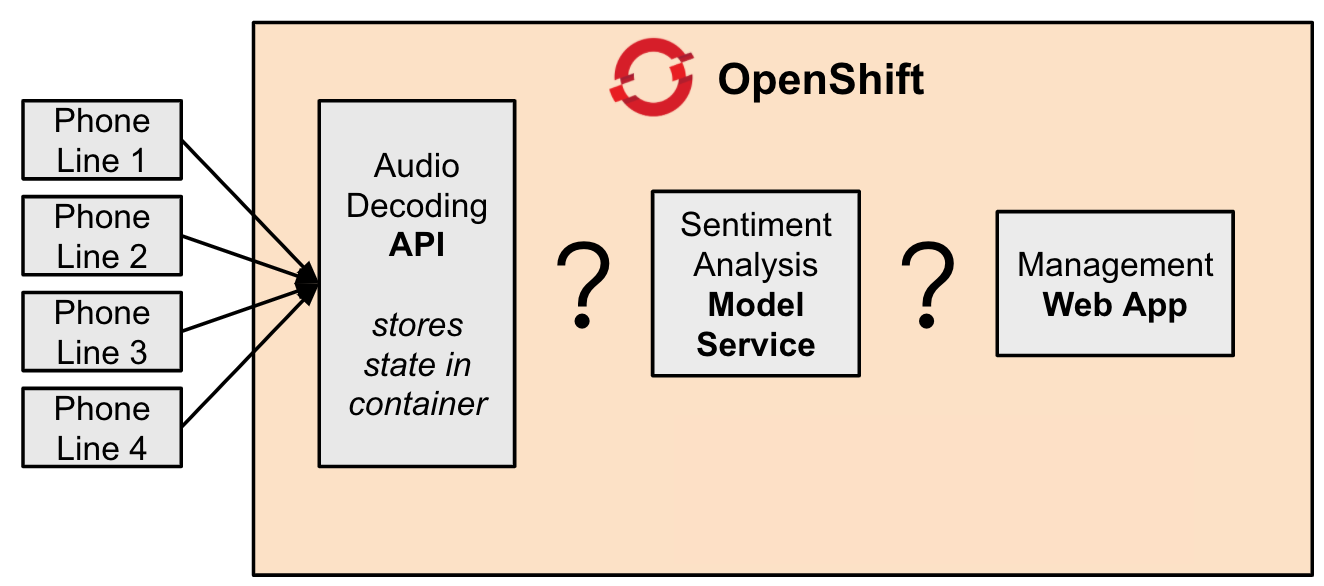 OpenShift
Phone
Line 1
Phone
Line 2
Phone
Line 3
Phone
Line 4
Audio
Decoding
API
stores
state in
container
?
Sentiment
Analysis
Model
Service
?
Management
Web App